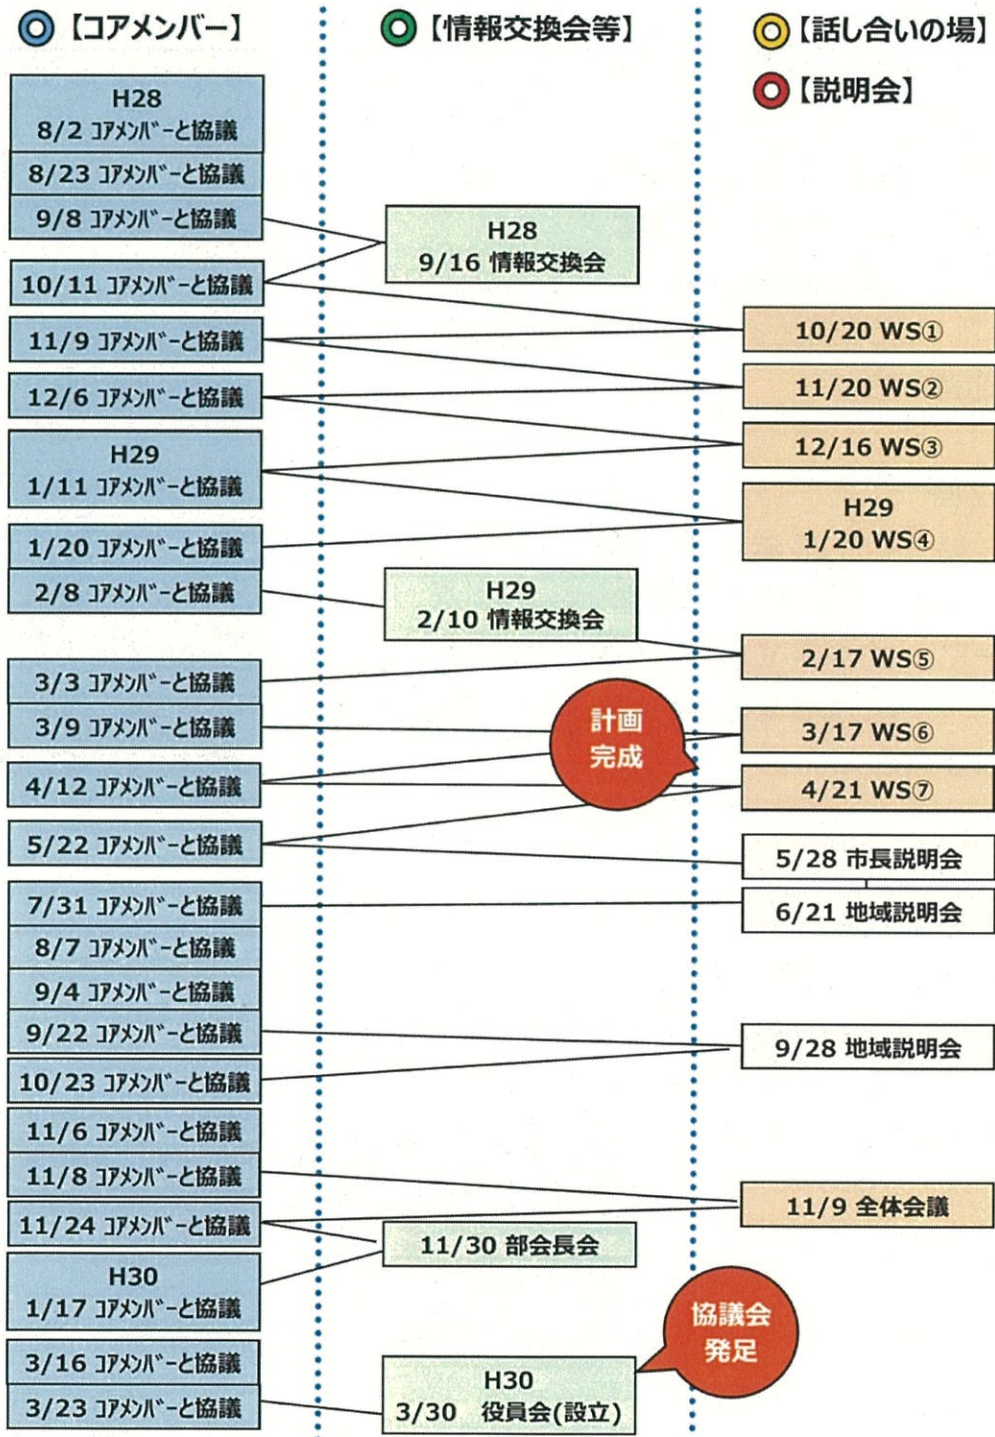 【コアメンバー】
【情報交換会等】
【話し合いの場】
【説明会】
H28
8/2 コアメンバーと協議
8/23 コアメンバーと協議
9/8 コアメンバーと協議
10/11 コアメンバーと協議
11/9 コアメンバーと協議
12/6 コアメンバーと協議
H29
1/11 コアメンバーと協議
1/20 コアメンバーと協議
2/8 コアメンバーと協議
3/3 コアメンバーと協議
3/9 コアメンバーと協議
4/12 コアメンバーと協議
5/22 コアメンバーと協議
7/31 コアメンバーと協議
8/7 コアメンバーと協議
9/4 コアメンバーと協議
9/22 コアメンバーと協議
10/23 コアメンバーと協議
11/6 コアメンバーと協議
11/8 コアメンバーと協議
11/24 コアメンバーと協議
H30
1/17 コアメンバーと協議
3/16 コアメンバーと協議
3/23 コアメンバーと協議
H28
9/16 情報交換会
H29
2/10 情報交換会
計画
完成
11/30 部会長会
協議会
発足
H30
3/30 役員会(設立)
10/20 WS①
11/20 WS②
12/16 WS③
H29
1/20 WS④
2/17 WS⑤
3/17 WS⑥
4/21 WS⑦
5/28 市長説明会
6/21 地域説明会
9/28 地域説明会
11/9 全体会議